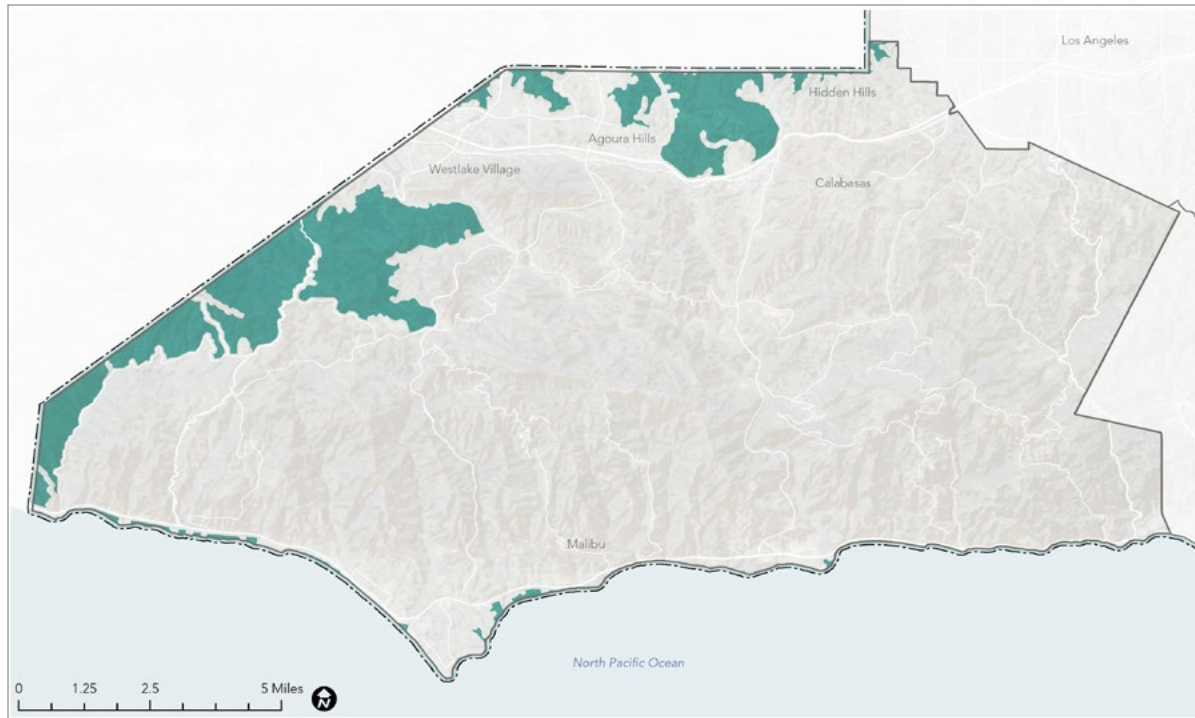 Los Angeles
Hidden Hills
Agoura Hills
Westlake Village
Calabasas
Malibu
North Pacific Ocean
0 1.25 2.5 5 Miles
N